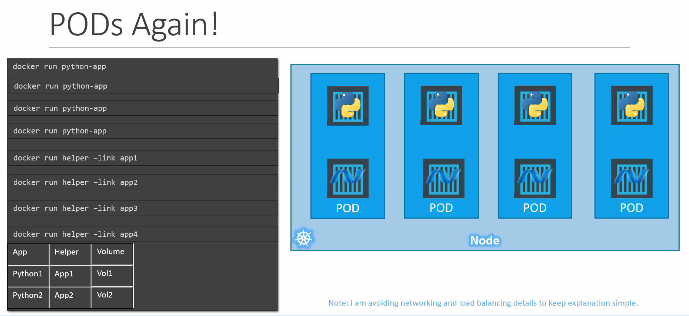 PODs Again!
docker run python-app
docker run python-app
docker run python-app
docker run python-app
docker run helper -link app1
docker run helper -link app2
docker run helper -link app3
docker run helper -link app4
App Helper Volume
Python1 App1 Vol1
Python2 App2 Vol2
POD POD POD POD
Node
Note: I am avoiding networking and load balancing details to keep explanation simple.